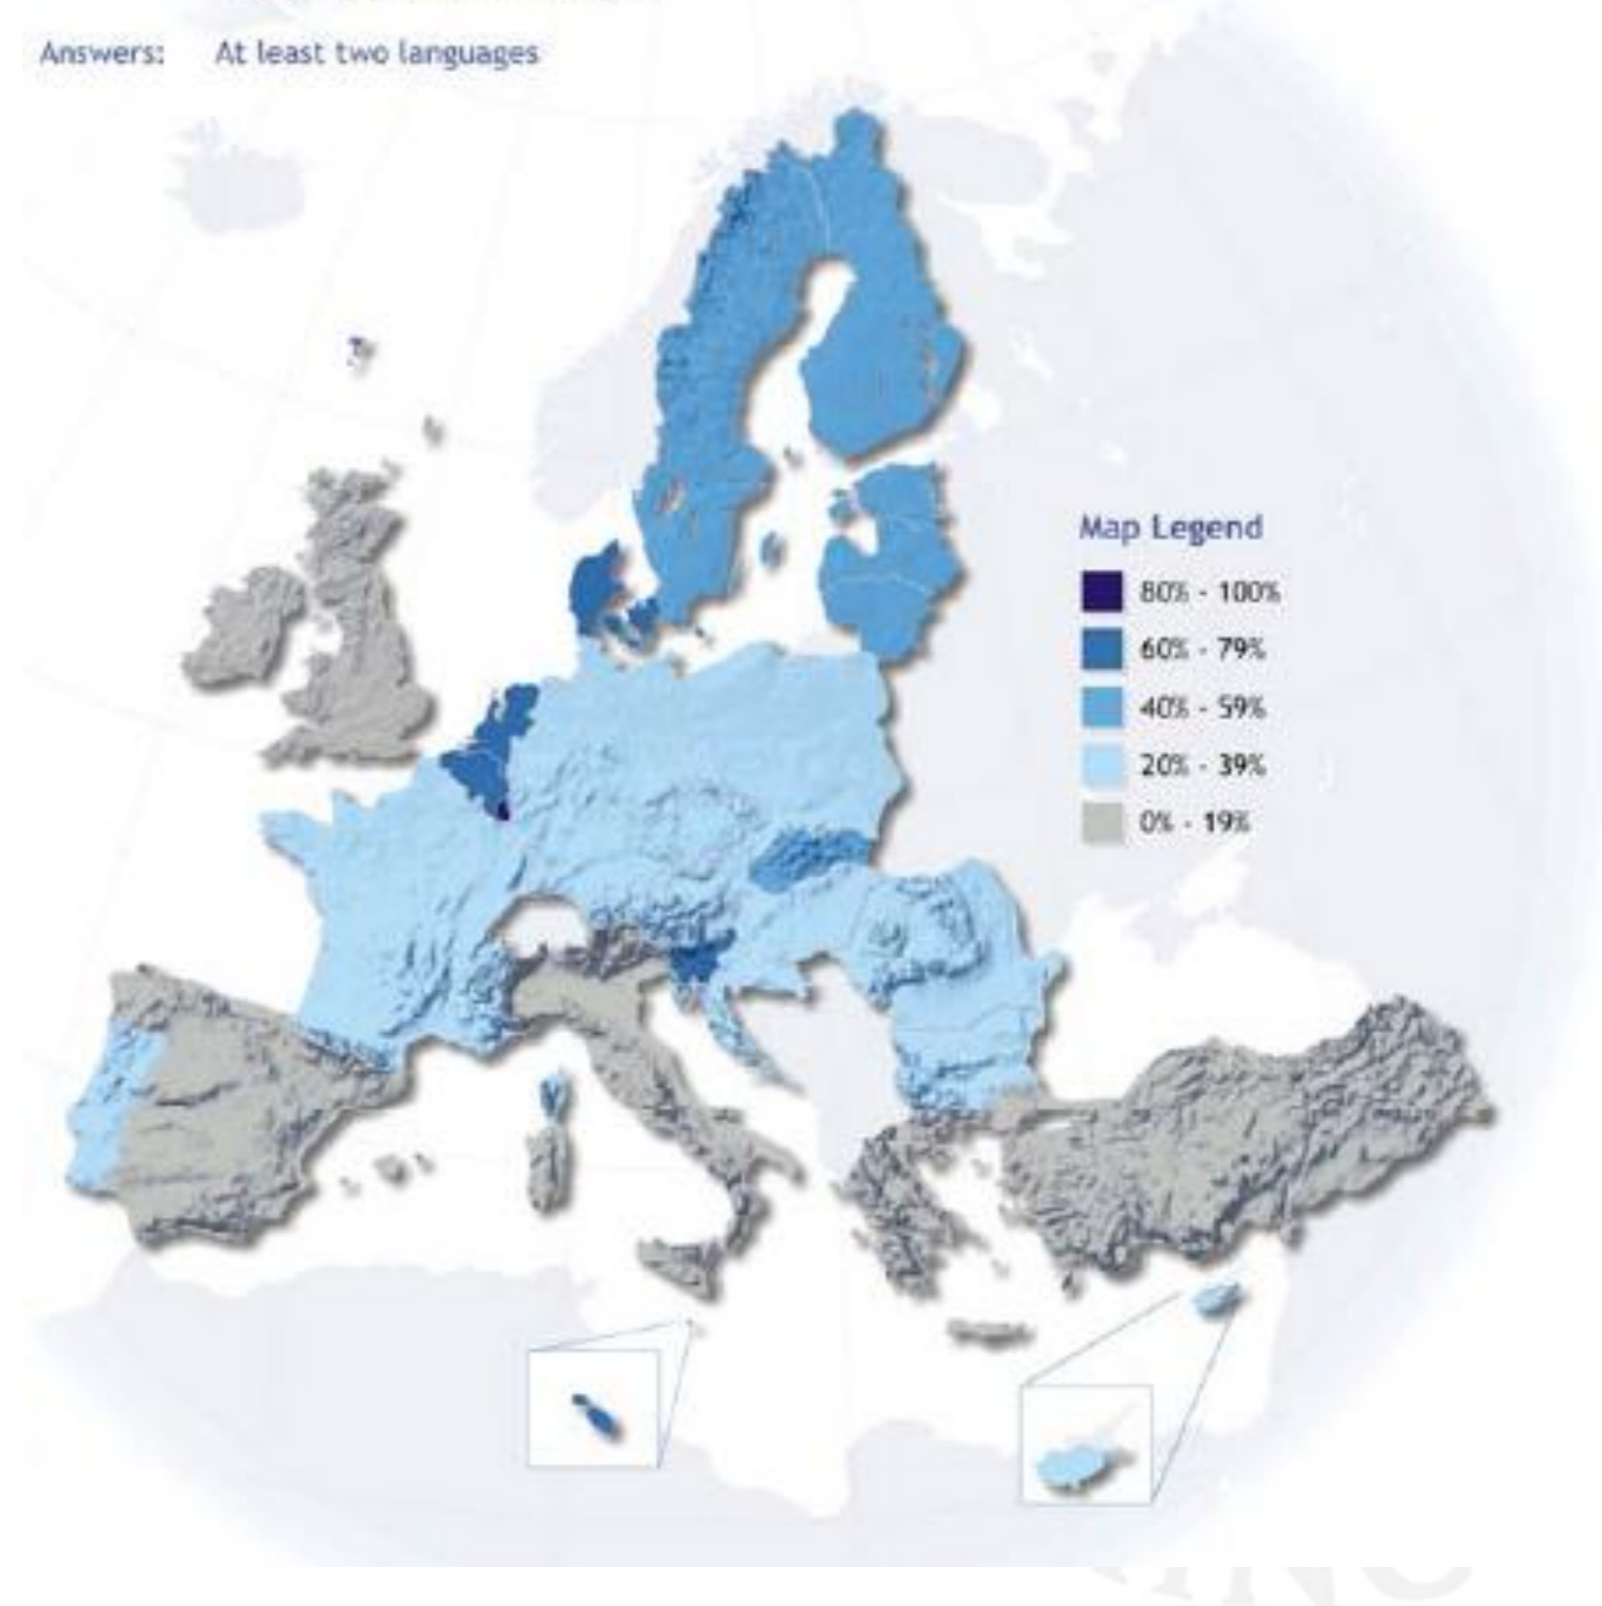 Answers: At least two languages
Map Legend
80% - 100%
60% - 79%
40% - 59%
20% - 39%
0% - 19%